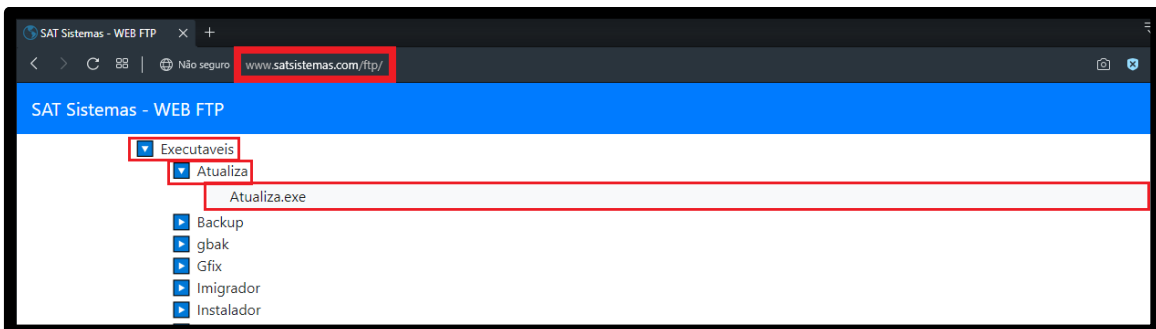 SAT Sistemas - WEB FTP
Não seguro www.satsistemas.com/ftp/
SAT Sistemas - WEB FTP
Executaveis
Atualiza
Atualiza.exe
Backup
gbak
Gfix
Imigrador
Instalador